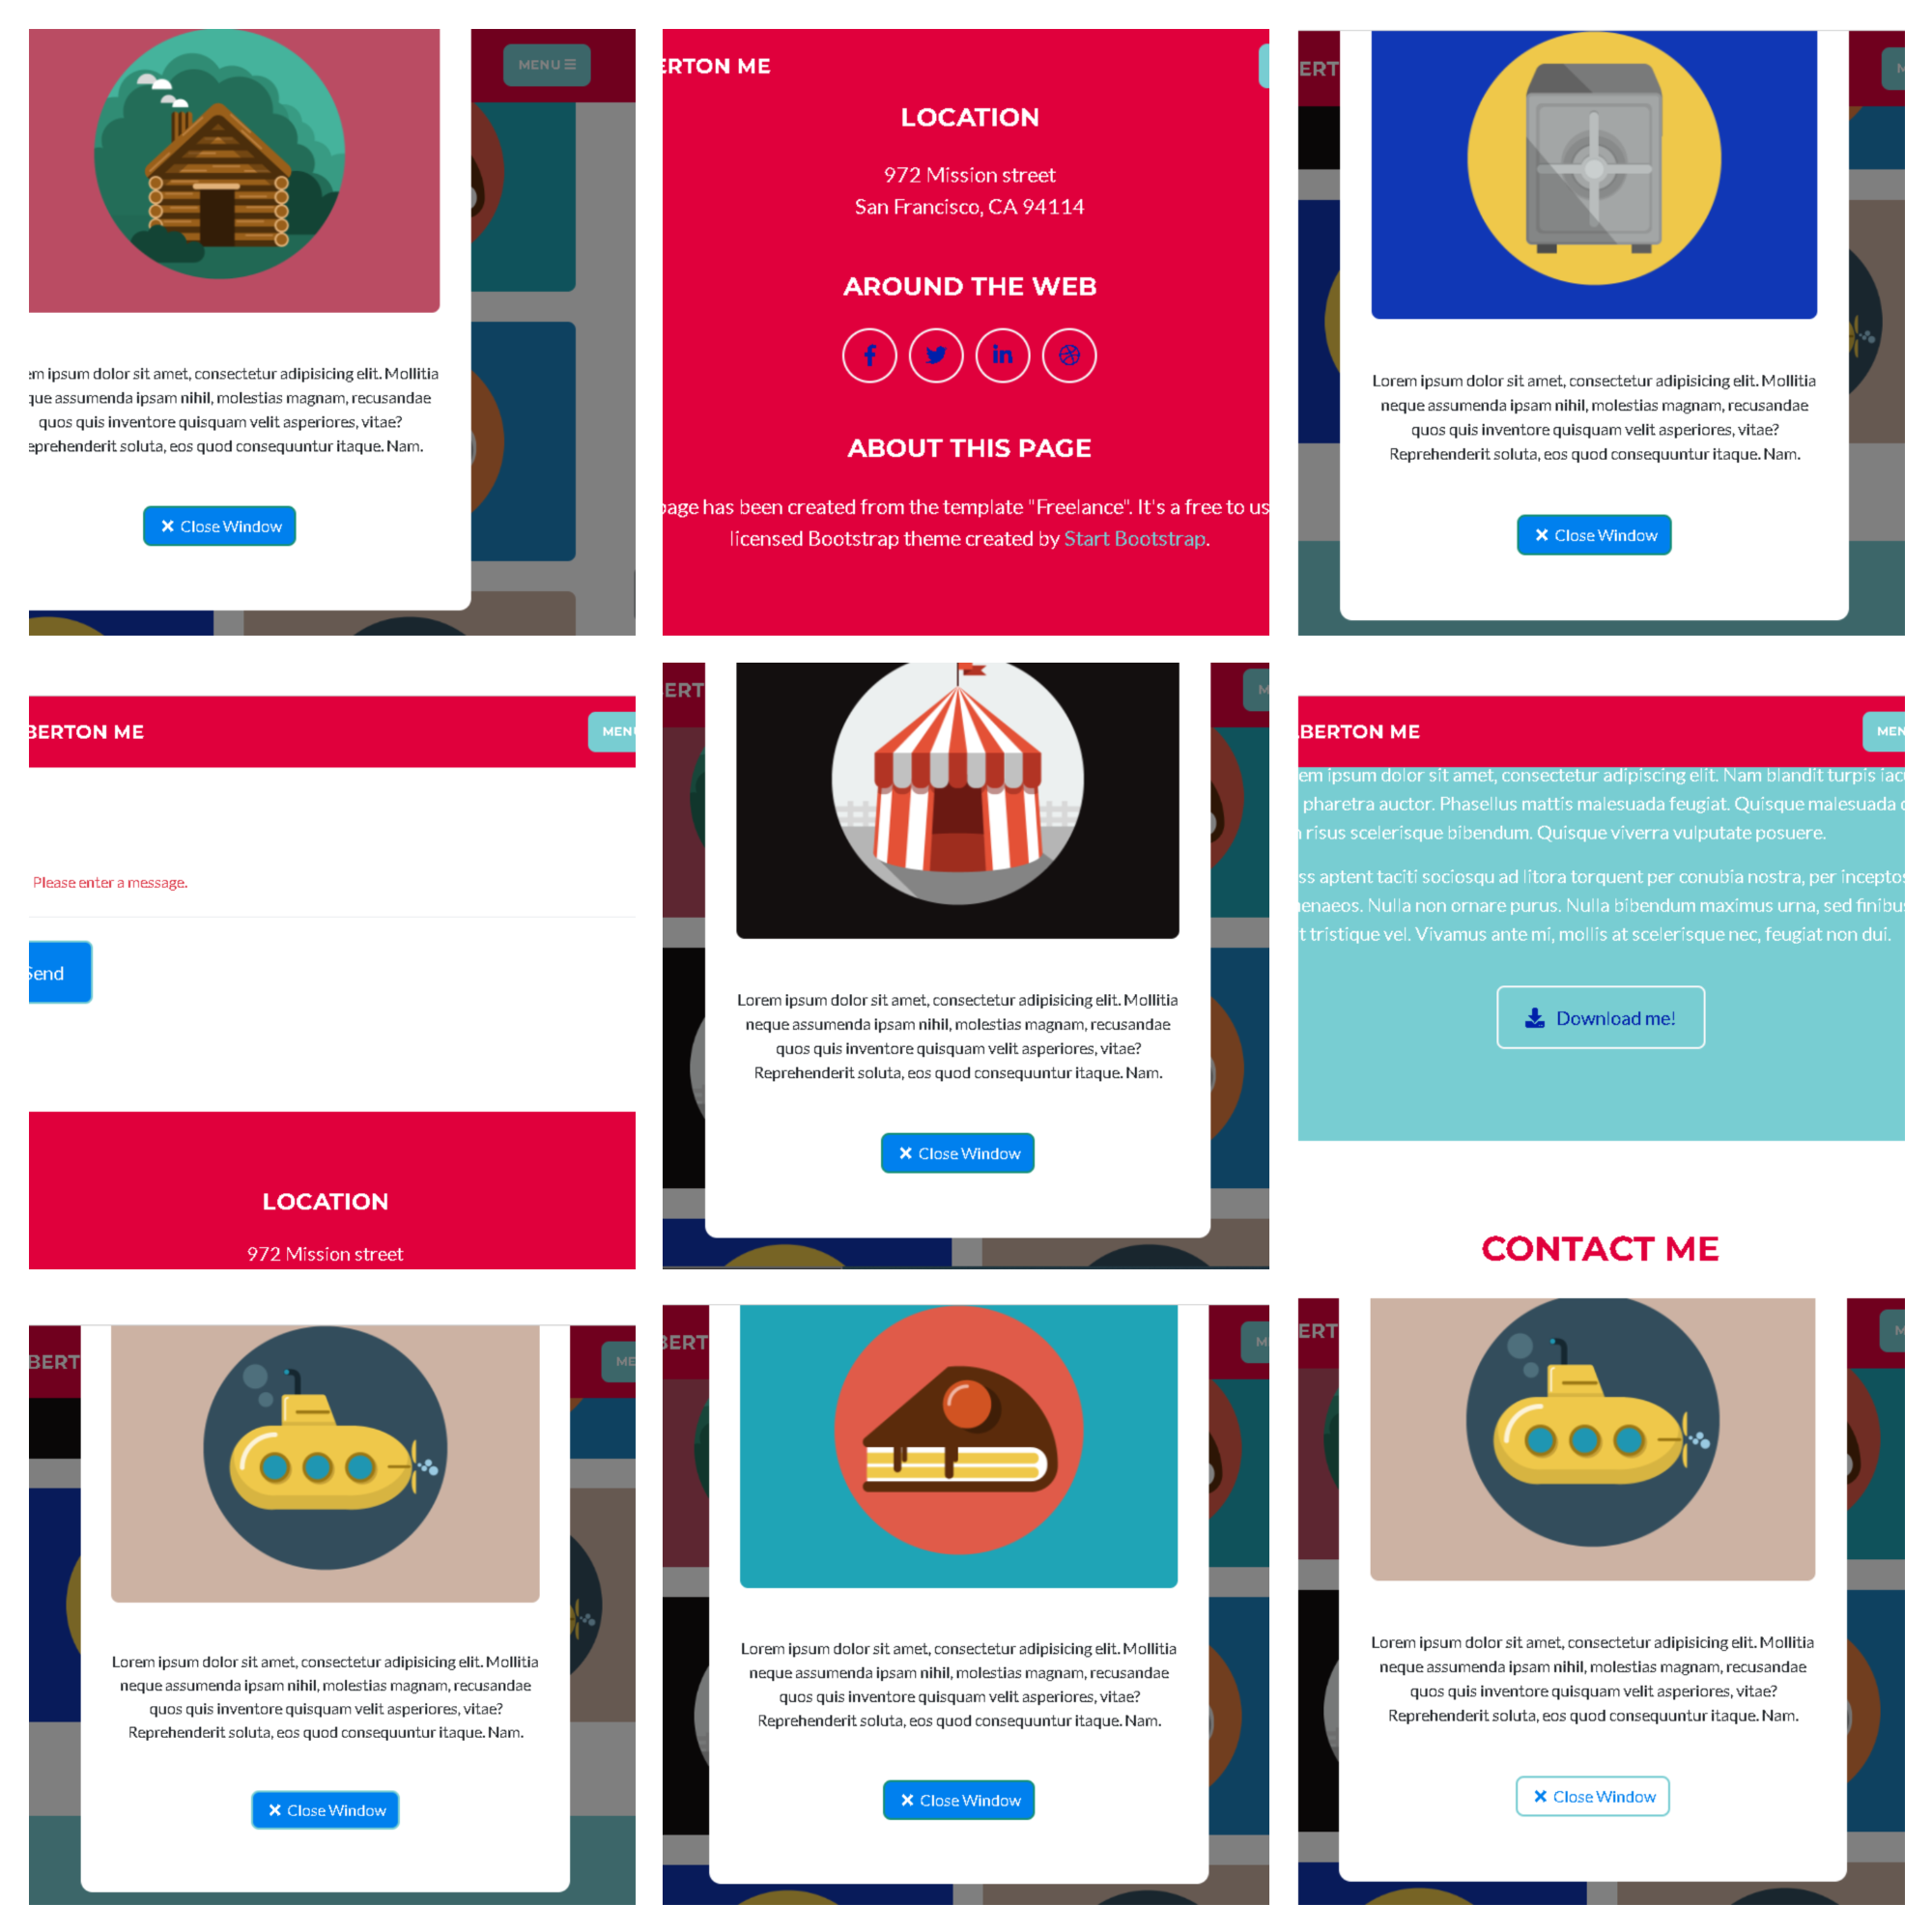 MENU
em ipsum dolor sit amet, consectetur adipisicing elit. Mollitia
que assumenda ipsam nihil, molestias magnam, recusandae
quos quis inventore quisquam velit asperiores, vitae?
eprehenderit soluta, eos quod consequuntur itaque. Nam.
Close Window
ERTON ME
LOCATION
972 Mission street
San Francisco, CA 94114
AROUND THE WEB
ABOUT THIS PAGE
page has been created from the template "Freelance". It's a free to us
licensed Bootstrap theme created by Start Bootstrap.
ERT
M
Lorem ipsum dolor sit amet, consectetur adipisicing elit. Mollitia
neque assumenda ipsam nihil, molestias magnam, recusandae
quos quis inventore quisquam velit asperiores, vitae?
Reprehenderit soluta, eos quod consequuntur itaque. Nam.
Close Window
BERTON ME
MENU
Please enter a message.
Send
LOCATION
972 Mission street
ERT
M
Lorem ipsum dolor sit amet, consectetur adipisicing elit. Mollitia
neque assumenda ipsam nihil, molestias magnam, recusandae
quos quis inventore quisquam velit asperiores, vitae?
Reprehenderit soluta, eos quod consequuntur itaque. Nam.
Close Window
LBERTON ME
MEN
em ipsum dolor sit amet, consectetur adipiscing elit. Nam blandit turpis iacu
pharetra auctor. Phasellus mattis malesuada feugiat. Quisque malesuada
risus scelerisque bibendum. Quisque viverra vulputate posuere.
ss aptent taciti sociosqu ad litora torquent per conubia nostra, per inceptos
enaeos. Nulla non ornare purus. Nulla bibendum maximus urna, sed finibus
t tristique vel. Vivamus ante mi, mollis at scelerisque nec, feugiat non dui.
Download me!
CONTACT ME
BERT
ME
Lorem ipsum dolor sit amet, consectetur adipisicing elit. Mollitia
neque assumenda ipsam nihil, molestias magnam, recusandae
quos quis inventore quisquam velit asperiores, vitae?
Reprehenderit soluta, eos quod consequuntur itaque. Nam.
Close Window
BERT
M
Lorem ipsum dolor sit amet, consectetur adipisicing elit. Mollitia
neque assumenda ipsam nihil, molestias magnam, recusandae
quos quis inventore quisquam velit asperiores, vitae?
Reprehenderit soluta, eos quod consequuntur itaque. Nam.
Close Window
ERT
M
Lorem ipsum dolor sit amet, consectetur adipisicing elit. Mollitia
neque assumenda ipsam nihil, molestias magnam, recusandae
quos quis inventore quisquam velit asperiores, vitae?
Reprehenderit soluta, eos quod consequuntur itaque. Nam.
Close Window